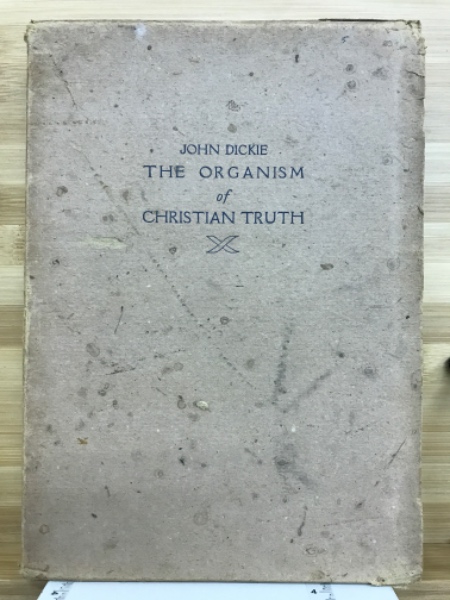 JOHN DICKIE
THE ORGANISM
of
CHRISTIAN TRUTH